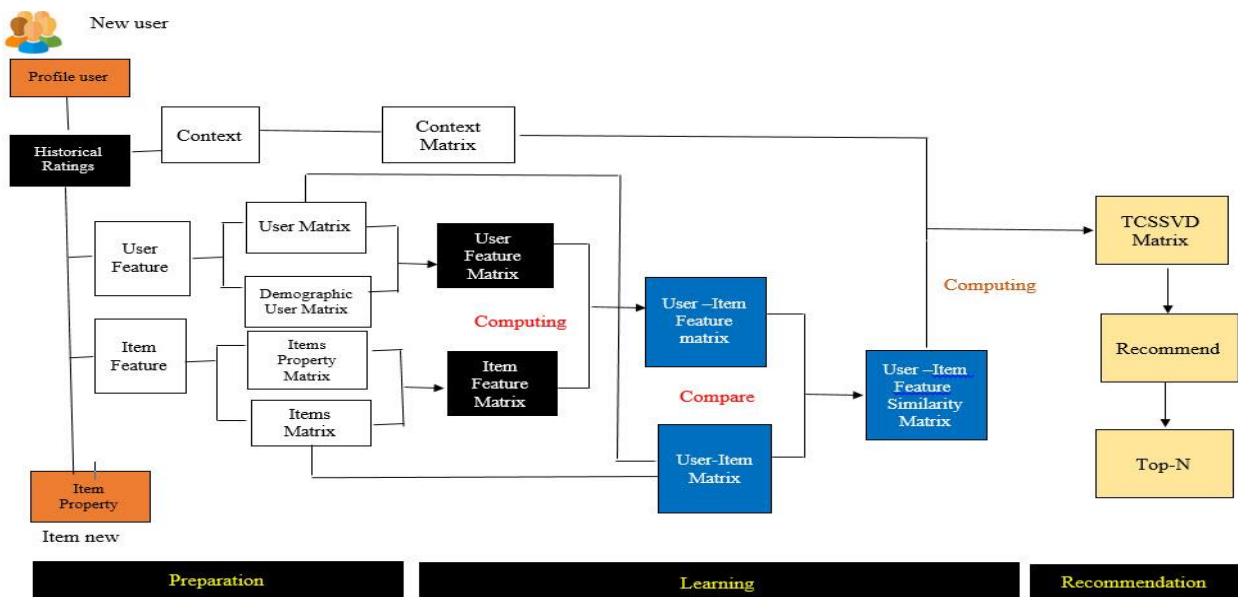 New user
Profile user
Historical
Ratings
Context
Context
Matrix
User
Feature
User Matrix
Demographic
User Matrix
User
Feature
Matrix
Computing
Item
Feature
Items
Property
Matrix
Items
Matrix
Item
Feature
Matrix
User –Item
Feature
matrix
Compare
User-Item
Matrix
User –Item
Feature
Similarity
Matrix
Computing
TCSSVD
Matrix
Recommend
Top-N
Item
Property
Item new
Preparation
Learning
Recommendation